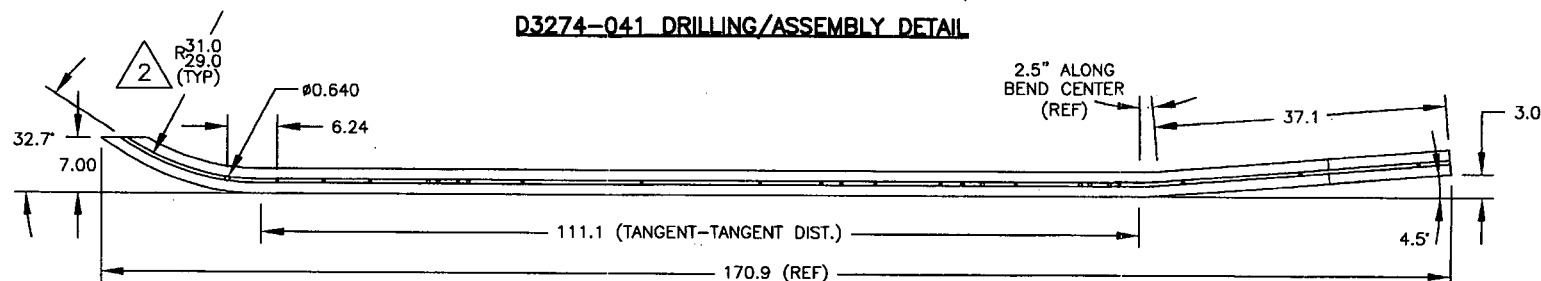 D3274-041 DRILLING/ASSEMBLY DETAIL
2
R31.0
29.0
(TYP)
Ø0.640
6.24
32.7°
7.00
2.5" ALONG
BEND CENTER
(REF)
37.1
3.0
4.5°
111.1 (TANGENT-TANGENT DIST.)
170.9 (REF)